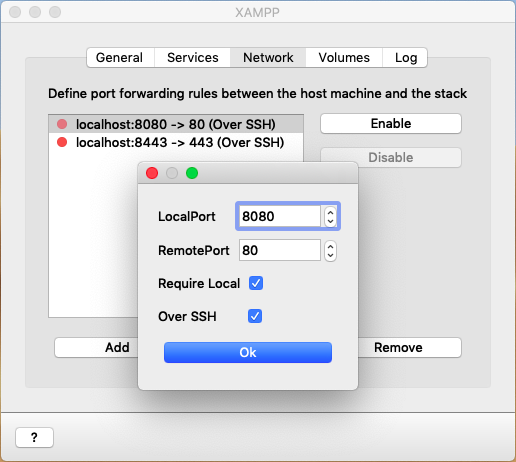 XAMPP
General Services Network Volumes Log
Define port forwarding rules between the host machine and the stack
localhost:8080 -> 80 (Over SSH)
localhost:8443 -> 443 (Over SSH)
Enable
Disable
LocalPort 8080
RemotePort 80
Require Local
Over SSH
Ok
Add
Remove
?